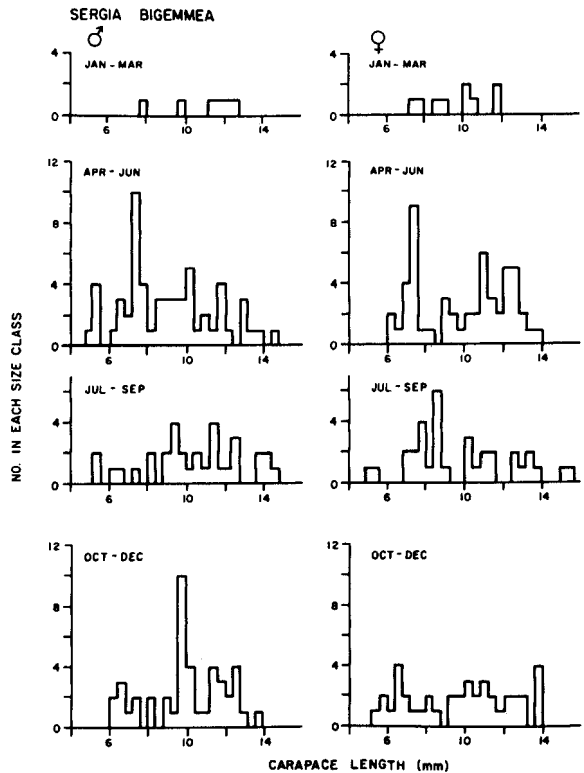 SERGIA BIGEMMEA
♂ ♀
4 JAN – MAR 4 JAN – MAR
2 2
0 0
6 10 14 6 10 14
12 APR – JUN 12 APR – JUN
8 8
4 4
0 0
6 10 14 6 10 14
JUL – SEP JUL – SEP
4 4
0 0
6 10 14 6 10 14
12 OCT – DEC 12 OCT – DEC
8 8
4 4
0 0
6 10 14 6 10 14
NO. IN EACH SIZE CLASS
CARAPACE LENGTH (mm)